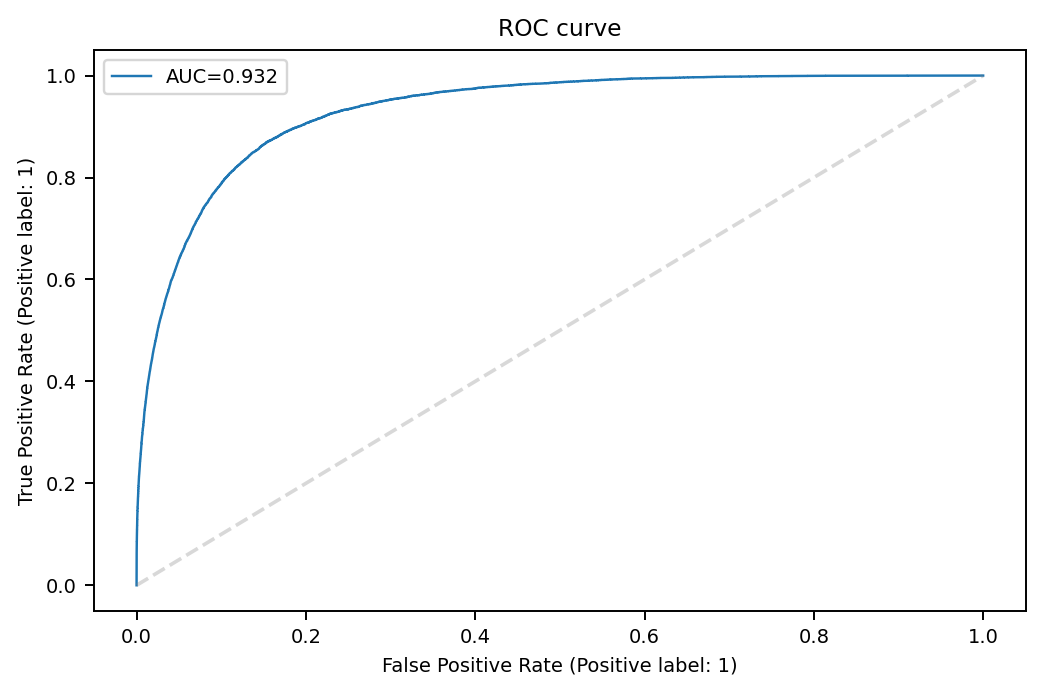 ROC curve
AUC=0.932
True Positive Rate (Positive label: 1)
1.0
0.8
0.6
0.4
0.2
0.0
0.0 0.2 0.4 0.6 0.8 1.0
False Positive Rate (Positive label: 1)